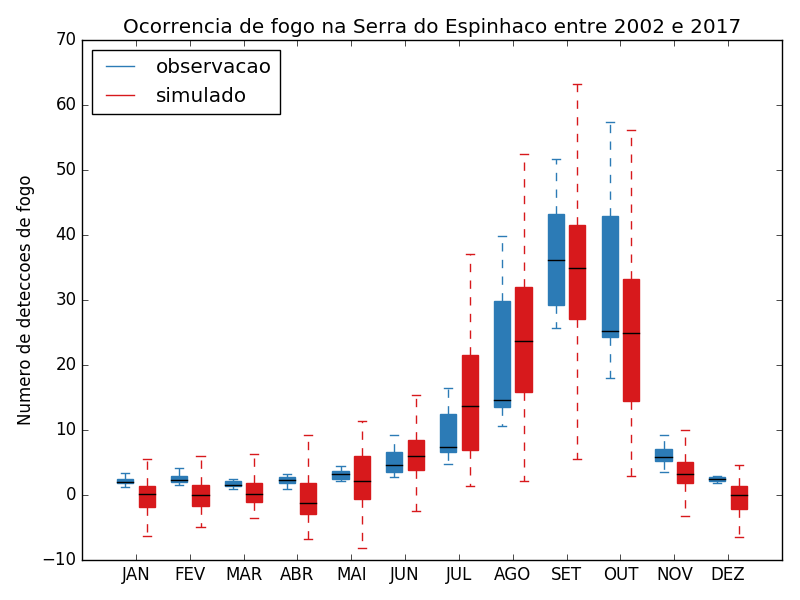 Ocorrencia de fogo na Serra do Espinhaco entre 2002 e 2017
observacao
simulado
Numero de deteccoes de fogo
70
60
50
40
30
20
10
0
−10
JAN FEV MAR ABR MAI JUN JUL AGO SET OUT NOV DEZ